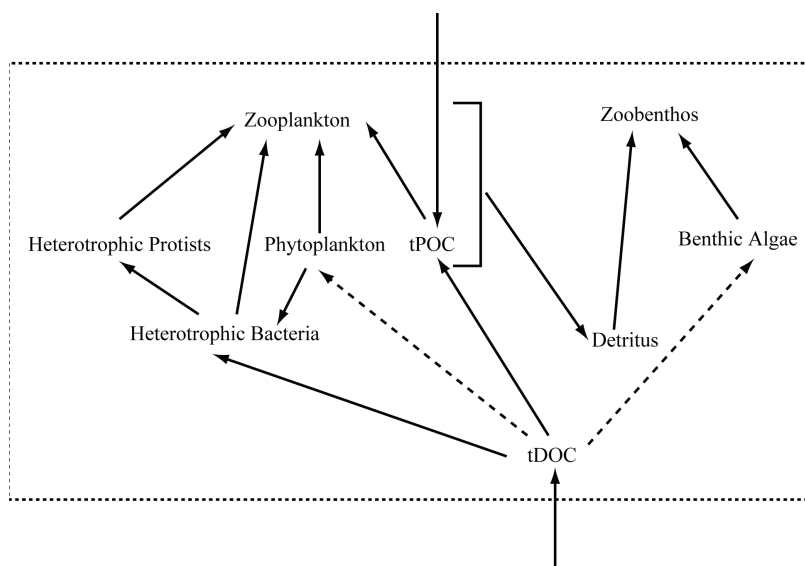 Zooplankton
Zoobenthos
Heterotrophic Protists
Phytoplankton
tPOC
Benthic Algae
Heterotrophic Bacteria
Detritus
tDOC